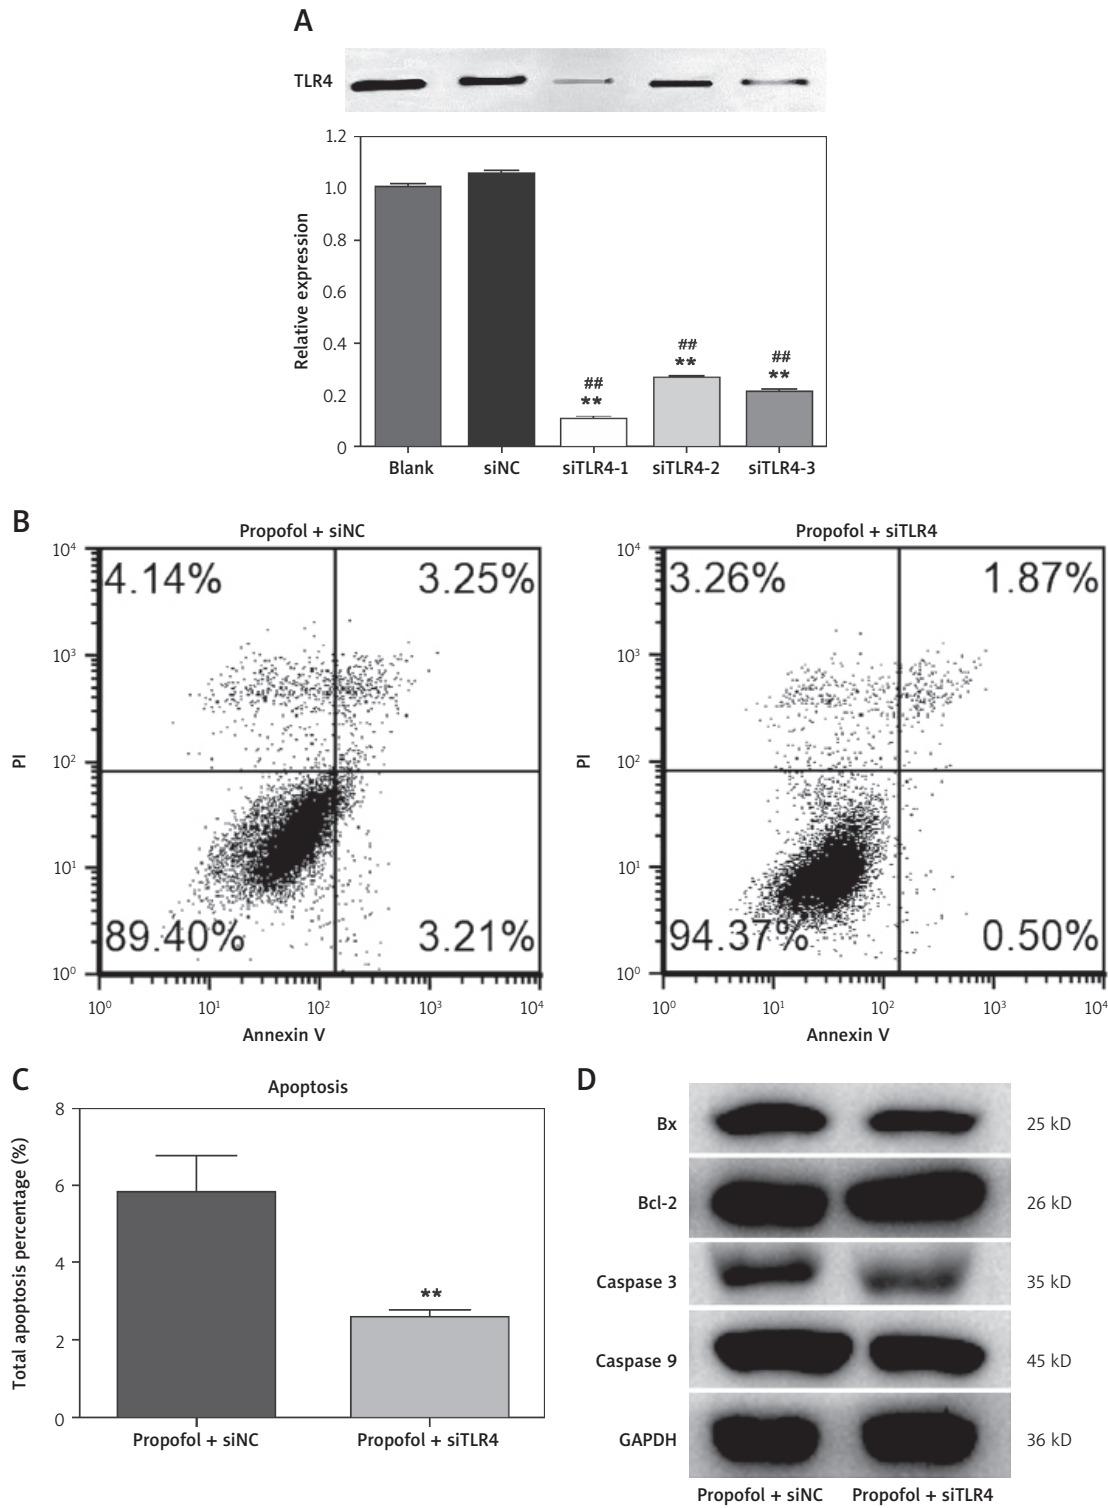 A
TLR4
1.2
1.0
0.8
0.6
0.4
0.2
0
Relative expression
##
**
##
**
##
**
Blank siNC siTLR4-1 siTLR4-2 siTLR4-3
B
Propofol + siNC
10⁴
10³
10²
10¹
10⁰
PI
4.14% 3.25%
89.40% 3.21%
10⁰ 10¹ 10² 10³ 10⁴
Annexin V
Propofol + siTLR4
10⁴
10³
10²
10¹
10⁰
PI
3.26% 1.87%
94.37% 0.50%
10⁰ 10¹ 10² 10³ 10⁴
Annexin V
C
Apoptosis
8
6
4
2
0
Total apoptosis percentage (%)
**
Propofol + siNC Propofol + siTLR4
D
Bx 25 kD
Bcl-2 26 kD
Caspase 3 35 kD
Caspase 9 45 kD
GAPDH 36 kD
Propofol + siNC Propofol + siTLR4